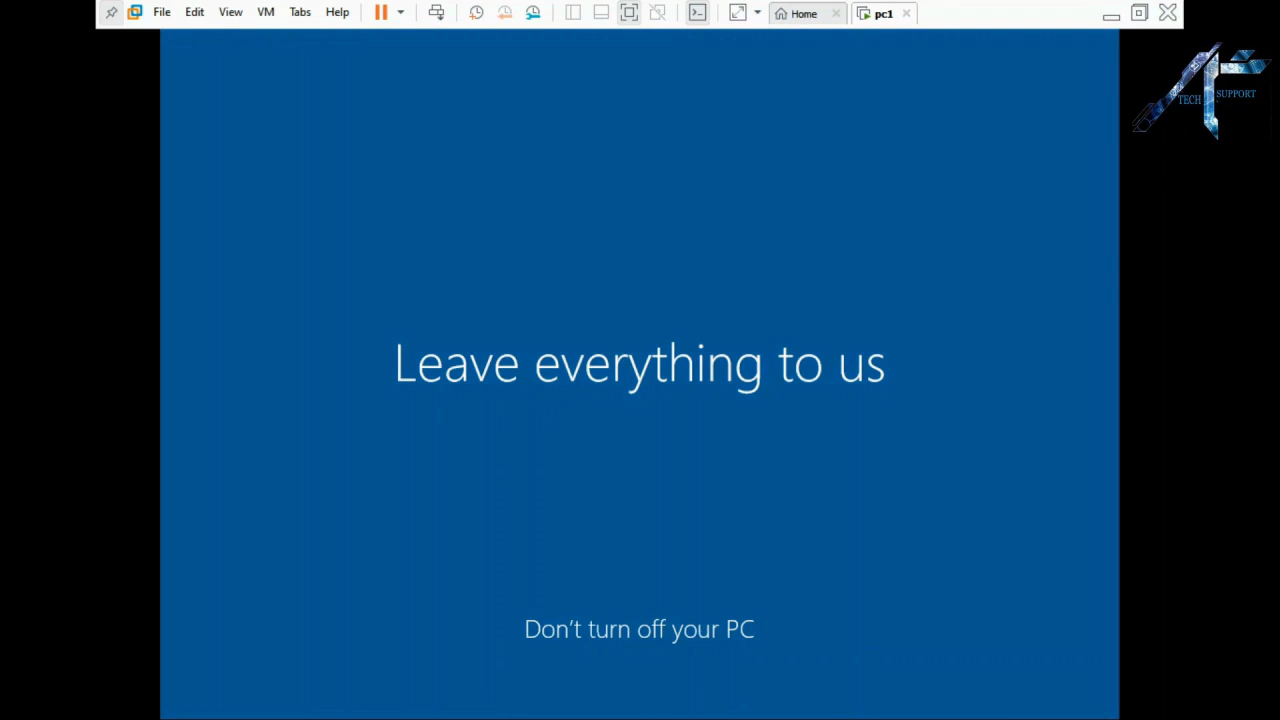 File Edit View VM Tabs Help Home pc1
TECH SUPPORT
Leave everything to us
Don't turn off your PC